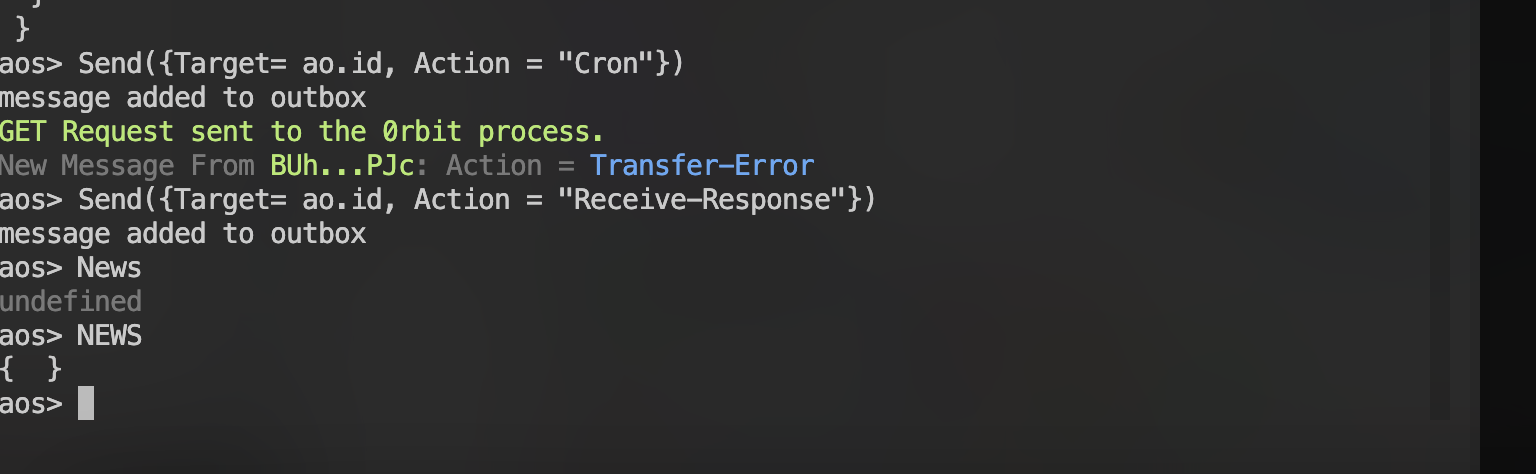 }
}
aos> Send({Target= ao.id, Action = "Cron"})
message added to outbox
GET Request sent to the 0rbit process.
New Message From BUh...PJc: Action = Transfer-Error
aos> Send({Target= ao.id, Action = "Receive-Response"})
message added to outbox
aos> News
undefined
aos> NEWS
{  }
aos>